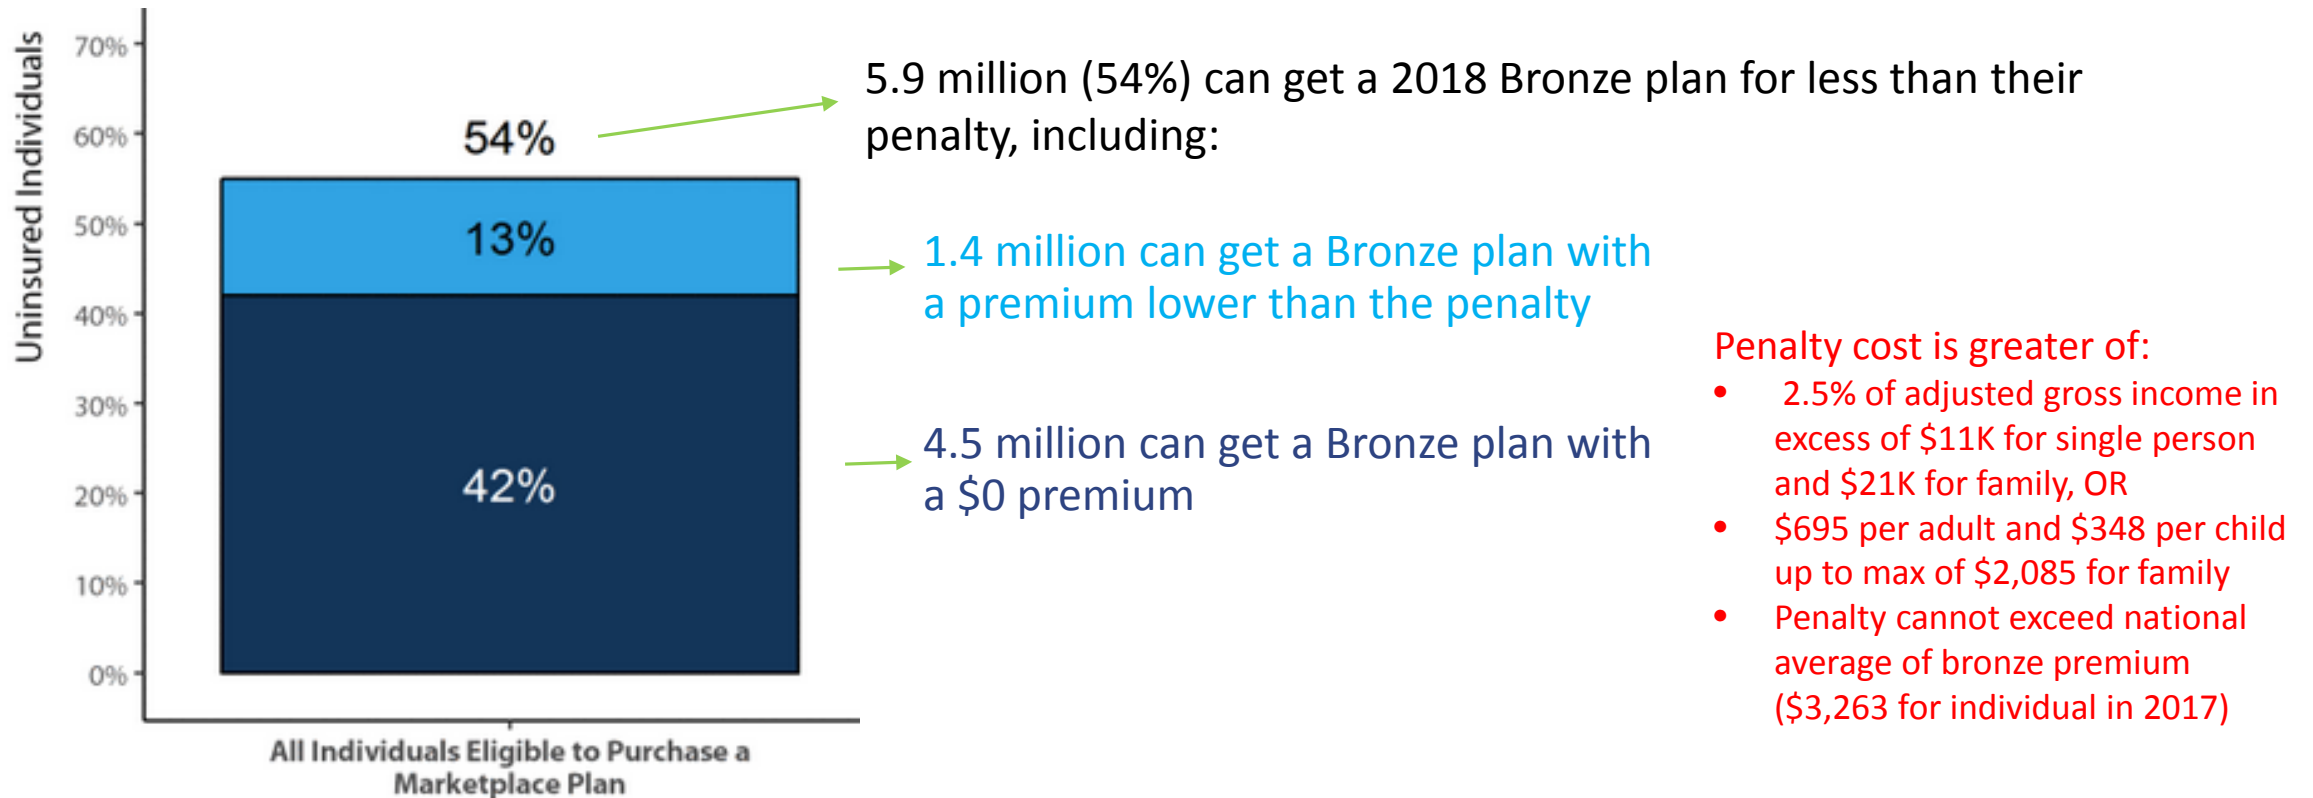 Uninsured Individuals
70%
60%
50%
40%
30%
20%
10%
0%
54%
13%
42%
All Individuals Eligible to Purchase a
Marketplace Plan
5.9 million (54%) can get a 2018 Bronze plan for less than their
penalty, including:
1.4 million can get a Bronze plan with
a premium lower than the penalty
4.5 million can get a Bronze plan with
a $0 premium
Penalty cost is greater of:
• 2.5% of adjusted gross income in
excess of $11K for single person
and $21K for family, OR
• $695 per adult and $348 per child
up to max of $2,085 for family
• Penalty cannot exceed national
average of bronze premium
($3,263 for individual in 2017)